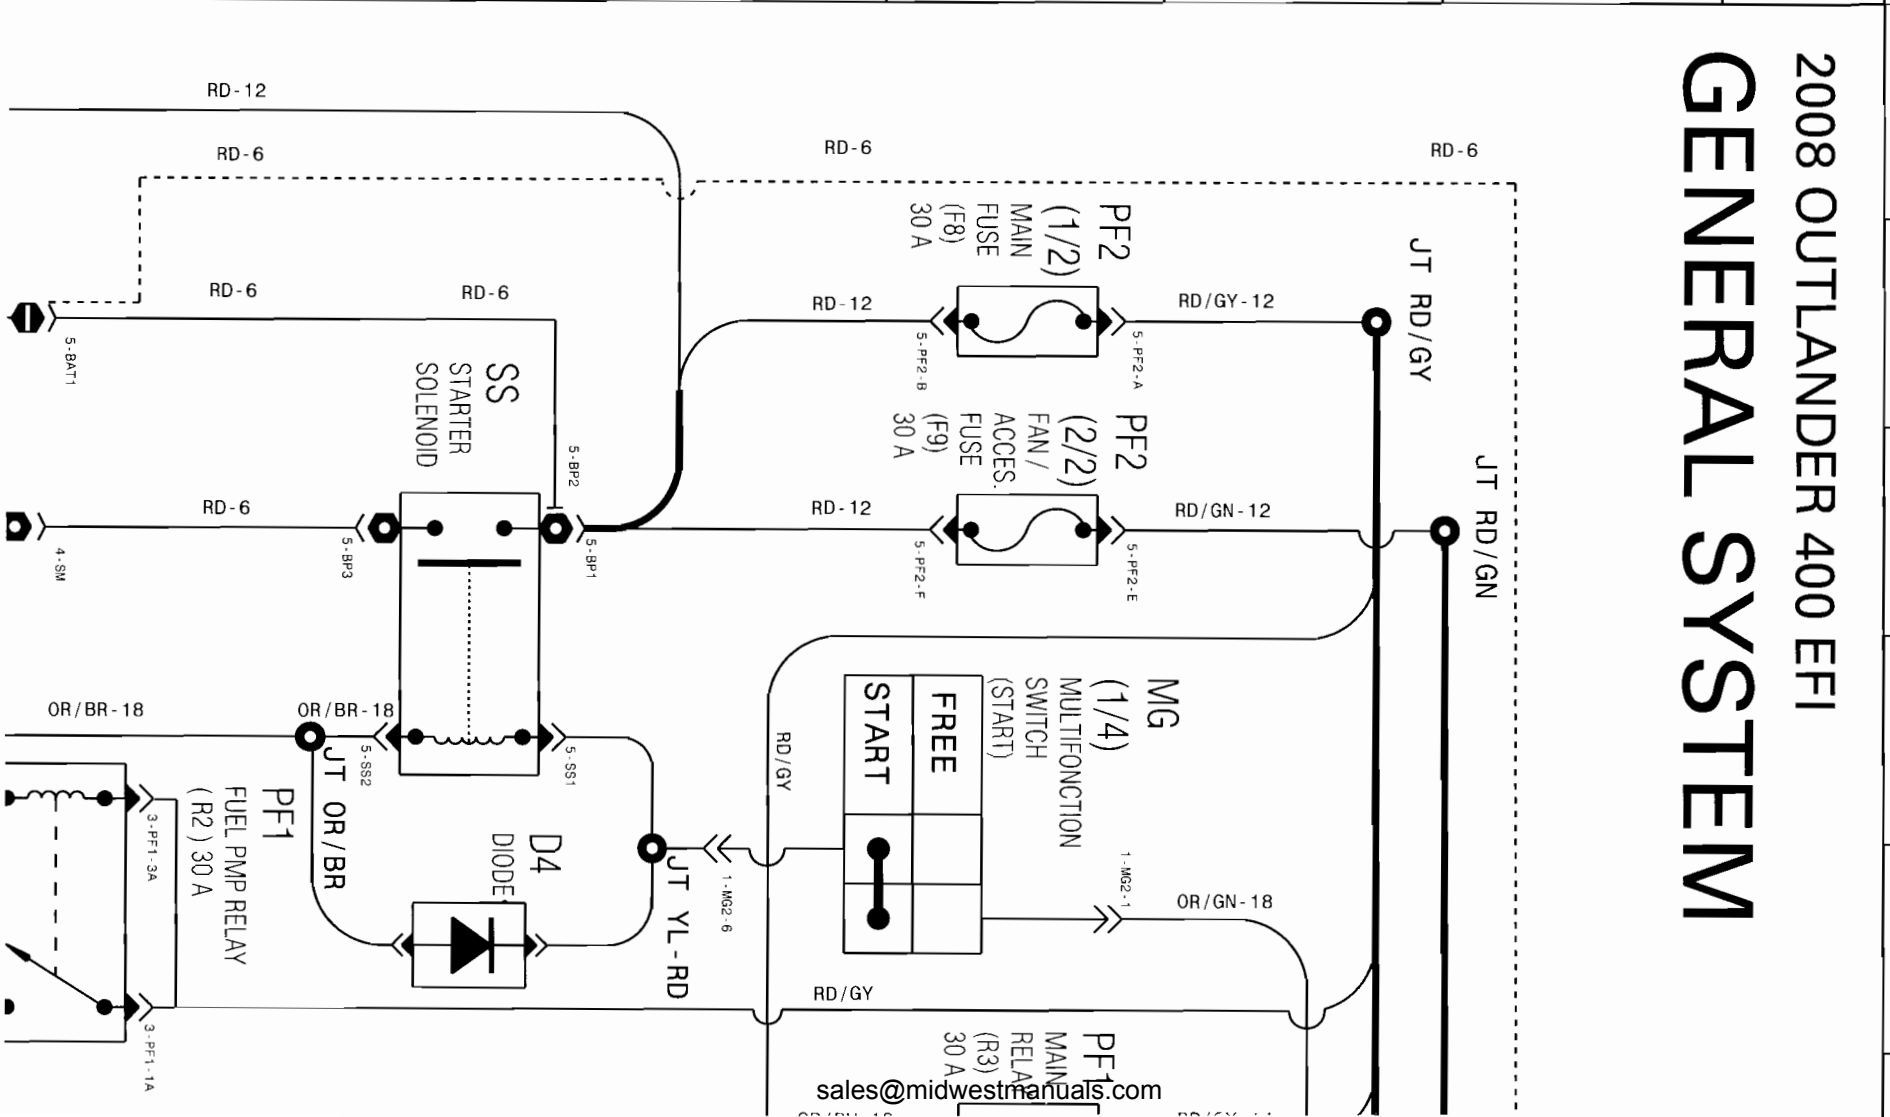 2008 OUTLANDER 400 EFI
GENERAL SYSTEM
RD-12
RD-6
RD-6
RD-6
PF2
(1/2)
MAIN
FUSE
(F8)
30 A
JT RD/GY
RD-6
RD-6
RD-12
RD/GY-12
5-BAT1
5-PF2-B
5-PF2-A
SS
STARTER
SOLENOID
PF2
(2/2)
FAN/
ACCES.
FUSE
(F9)
30 A
JT RD/GN
5-BP2
RD-6
RD-12
RD/GN-12
4-SM
5-BP3
5-BP1
5-PF2-F
5-PF2-E
OR/BR-18
OR/BR-18
5-SS2
5-SS1
JT OR/BR
RD/GY
MG
(1/4)
MULTIFONCTION
SWITCH
(START)
FREE
START
PF1
FUEL PMP RELAY
(R2) 30 A
3-PF1-3A
D4
DIODE
JT YL-RD
1-MG2-6
1-MG2-1
OR/GN-18
RD/GY
3-PF1-1A
PF1
MAIN
RELAY
(R3)
30 A
sales@midwestmanuals.com